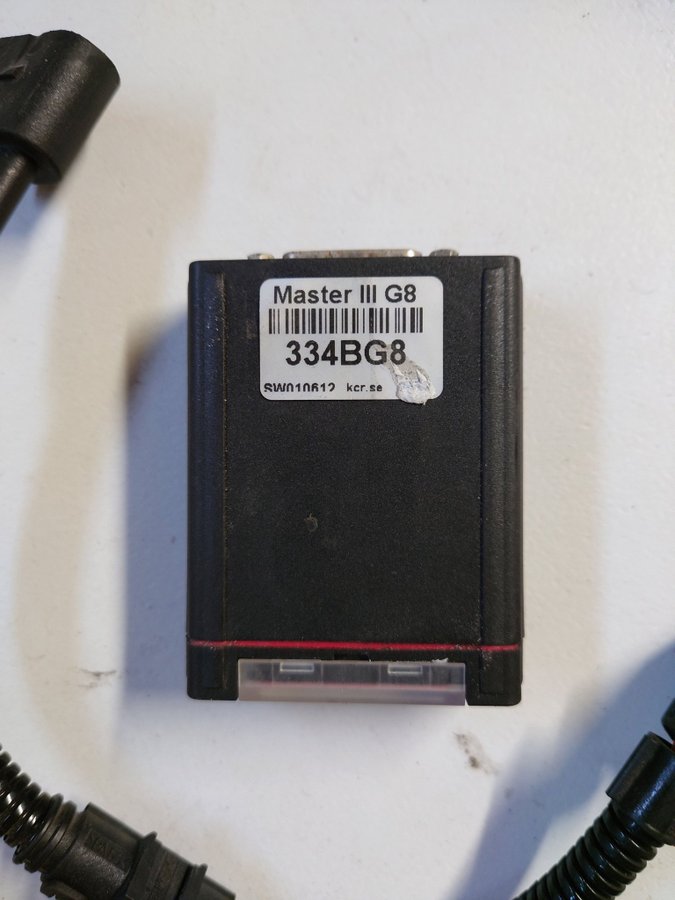 Master III G8
334BG8
SW010612 kcr.se